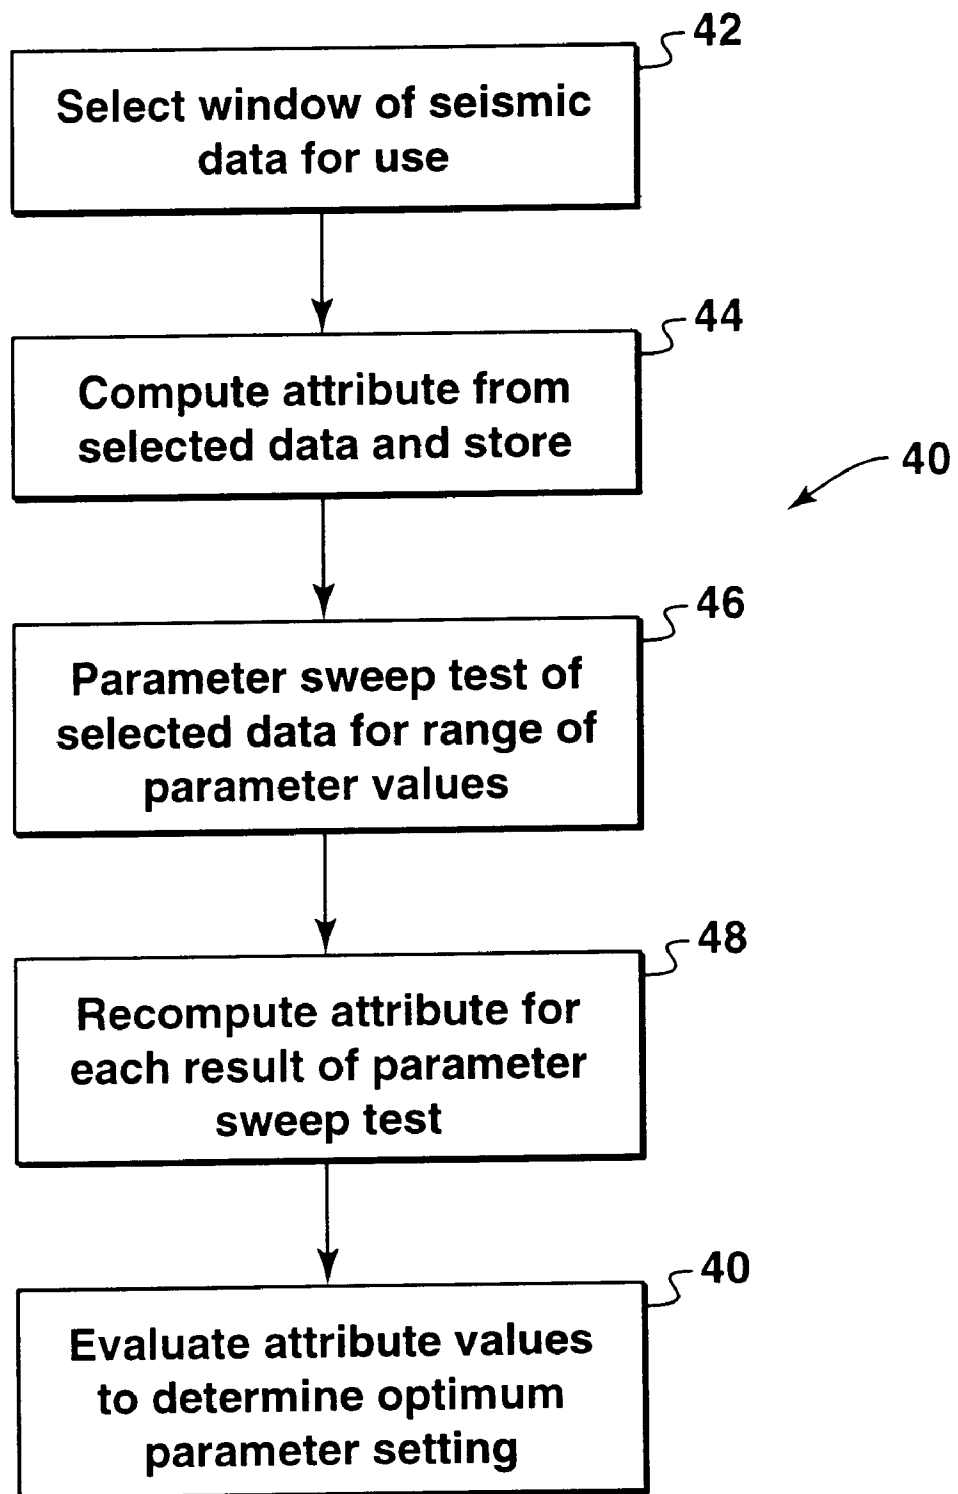 42
Select window of seismic
data for use
44
Compute attribute from
selected data and store
40
46
Parameter sweep test of
selected data for range of
parameter values
48
Recompute attribute for
each result of parameter
sweep test
40
Evaluate attribute values
to determine optimum
parameter setting